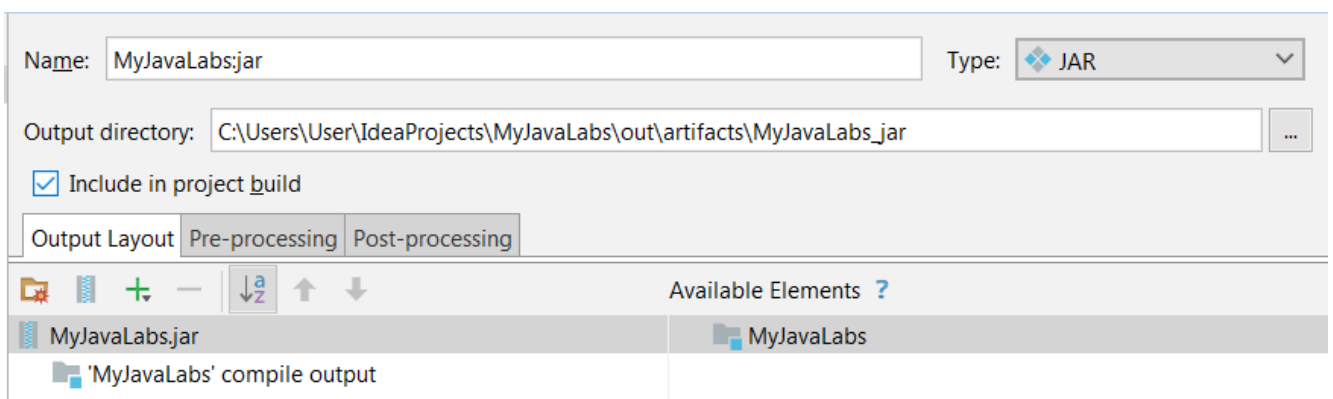 Name: MyJavaLabs:jar Type: JAR
Output directory: C:\Users\User\IdeaProjects\MyJavaLabs\out\artifacts\MyJavaLabs_jar ...
Include in project build
Output Layout Pre-processing Post-processing
Available Elements ?
MyJavaLabs.jar MyJavaLabs
'MyJavaLabs' compile output